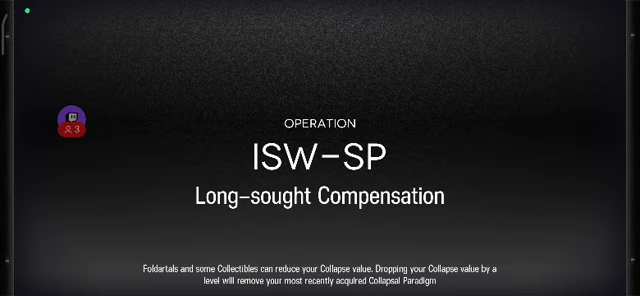 OPERATION
ISW-SP
3
Long-sought Compensation
Foldartals and some Collectibles can reduce your Collapse value. Dropping your Collapse value by a
level will remove your most recently acquired Collapsal Paradigm